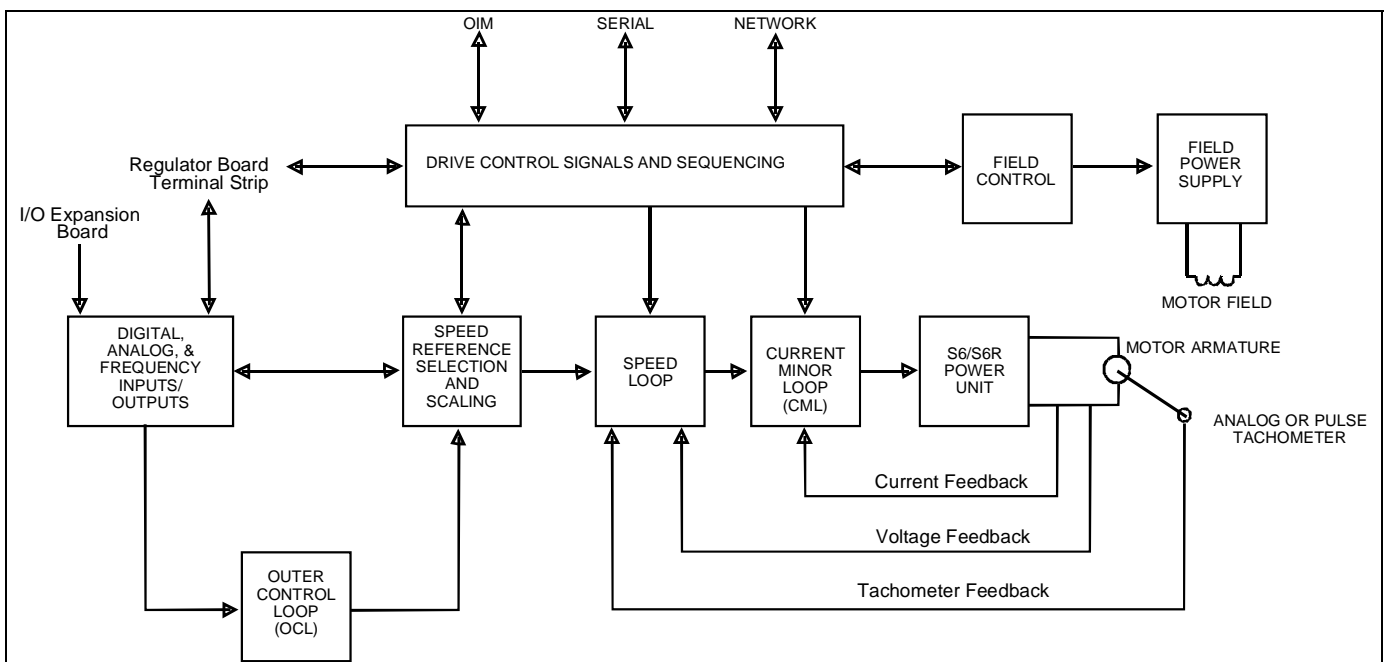 OIM
SERIAL
NETWORK
DRIVE CONTROL SIGNALS AND SEQUENCING
FIELD
CONTROL
FIELD
POWER
SUPPLY
Regulator Board
Terminal Strip
I/O Expansion
Board
MOTOR FIELD
DIGITAL,
ANALOG, &
FREQUENCY
INPUTS/
OUTPUTS
SPEED
REFERENCE
SELECTION
AND
SCALING
SPEED
LOOP
CURRENT
MINOR
LOOP
(CML)
S6/S6R
POWER
UNIT
MOTOR ARMATURE
ANALOG OR PULSE
TACHOMETER
Current Feedback
Voltage Feedback
Tachometer Feedback
OUTER
CONTROL
LOOP
(OCL)